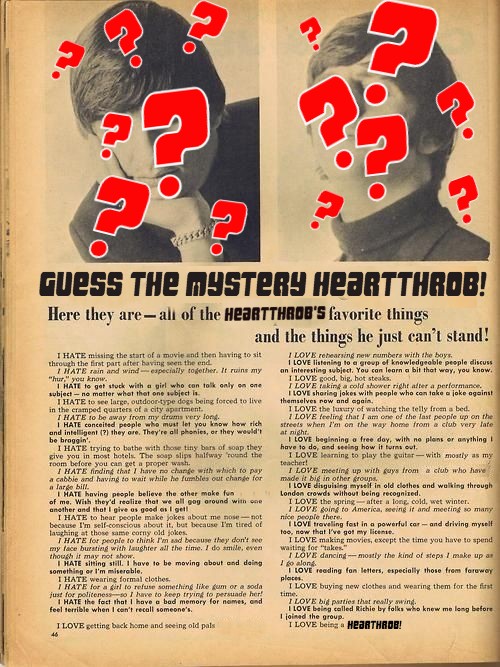 GUESS THE MYSTERY HEARTTHROB!
Here they are—all of the HEARTTHROB'S favorite things
and the things he just can't stand!
I HATE missing the start of a movie and then having to sit
through the first part after having seen the end.
I HATE rain and wind—especially together. It ruins my
"hur," you know.
I HATE to get stuck with a girl who can talk only on one
subject—no matter what that one subject is.
I HATE to see large, outdoor-type dogs being forced to live
in the cramped quarters of a city apartment.
I HATE to be away from my drums very long.
I HATE conceited people who must let you know how rich
and intelligent (?) they are. They're all phonies, or they would't
be braggin'.
I HATE trying to bathe with those tiny bars of soap they
give you in most hotels. The soap slips halfway 'round the
room before you can get a proper wash.
I HATE finding that I have no change with which to pay
a cabbie and having to wait while he fumbles out change for
a large bill!
I HATE having people believe the other make fun
of me. Wish they'd realize that we all gag around with one
another and that I give as good as I get!
I HATE to hear people make jokes about me nose—not
because I'm self-conscious about it, but because I'm tired of
laughing at those same corny old jokes.
I HATE for people to think I'm sad because they don't see
my face bursting with laughter all the time. I do smile, even
though it may not show.
I HATE sitting still. I have to be moving about and doing
something or I'm miserable.
I HATE wearing formal clothes.
I HATE for a girl to refuse something like gum or a soda
just for politeness—so I have to keep trying to persuade her!
I HATE the fact that I have a bad memory for names, and
feel terrible when I can't recall someone's.
I LOVE getting back home and seeing old pals
46
I LOVE rehearsing new numbers with the boys.
I LOVE listening to a group of knowledgeable people discuss
an interesting subject. You can learn a bit that way, you know.
I LOVE good, big, hot steaks.
I LOVE taking a cold shower right after a performance.
I LOVE sharing jokes with people who can take a joke against
themselves now and again.
I LOVE the luxury of watching the telly from a bed.
I LOVE feeling that I am one of the last people up on the
streets when I'm on the way home from a club very late
at night.
I LOVE beginning a free day, with no plans or anything I
have to do, and seeing how it turns out.
I LOVE learning to play the guitar—with mostly as my
teacher!
I LOVE meeting up with guys from a club who have
made it big in other groups.
I LOVE disguising myself in old clothes and walking through
London crowds without being recognized.
I LOVE the spring—after a long, cold, wet winter.
I LOVE going to America, seeing it and meeting so many
nice people there.
I LOVE traveling fast in a powerful car—and driving myself
too, now that I've got my license.
I LOVE making movies, except the time you have to spend
waiting for "takes."
I LOVE dancing—mostly the kind of steps I make up as
I go along.
I LOVE reading fan letters, especially those from faraway
places.
I LOVE buying new clothes and wearing them for the first
time.
I LOVE big parties that really swing.
I LOVE being called Richie by folks who knew me long before
I joined the group.
I LOVE being a HEARTTHROB!